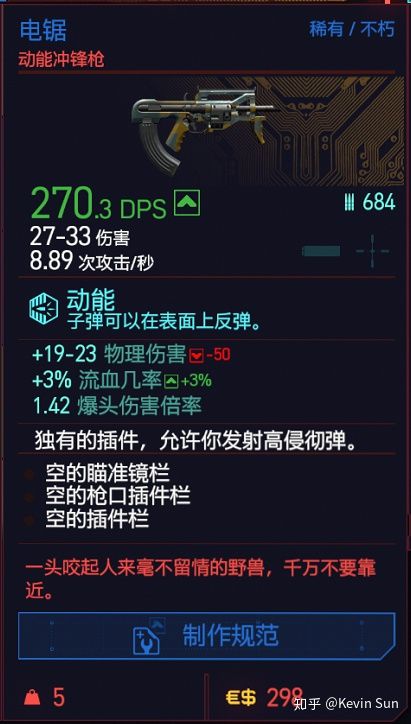 电锯
稀有 / 不朽
动能冲锋枪
270.3 DPS
684
27-33 伤害
8.89 次攻击/秒
动能
子弹可以在表面上反弹。
+19-23 物理伤害 -50
+3% 流血几率 +3%
1.42 爆头伤害倍率
独有的插件，允许你发射高侵彻弹。
空的瞄准镜栏
空的枪口插件栏
空的插件栏
一头咬起人来毫不留情的野兽，千万不要靠
近。
制作规范
5
€$ 298
知乎 @Kevin Sun